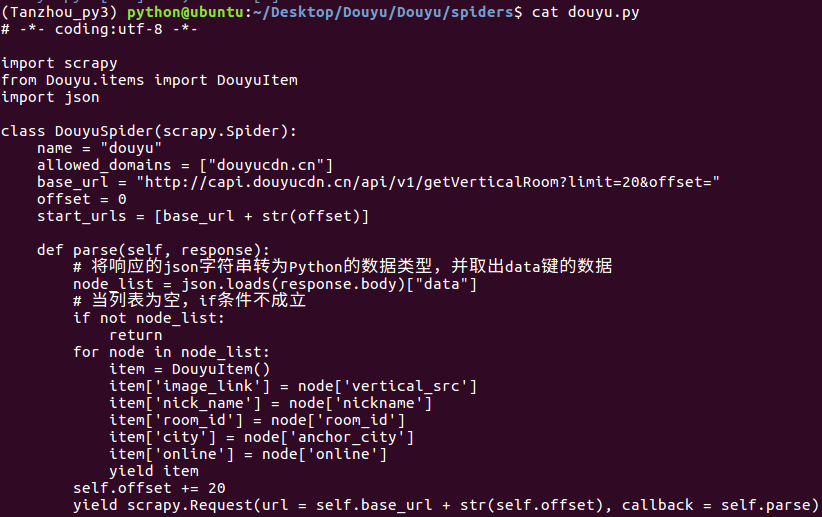 (Tanzhou_py3) python@ubuntu:~/Desktop/Douyu/Douyu/spiders$ cat douyu.py
# -*- coding:utf-8 -*-

import scrapy
from Douyu.items import DouyuItem
import json

class DouyuSpider(scrapy.Spider):
    name = "douyu"
    allowed_domains = ["douyucdn.cn"]
    base_url = "http://capi.douyucdn.cn/api/v1/getVerticalRoom?limit=20&offset="
    offset = 0
    start_urls = [base_url + str(offset)]

    def parse(self, response):
        # 将响应的json字符串转为Python的数据类型，并取出data键的数据
        node_list = json.loads(response.body)["data"]
        # 当列表为空，if条件不成立
        if not node_list:
            return
        for node in node_list:
            item = DouyuItem()
            item['image_link'] = node['vertical_src']
            item['nick_name'] = node['nickname']
            item['room_id'] = node['room_id']
            item['city'] = node['anchor_city']
            item['online'] = node['online']
            yield item
        self.offset += 20
        yield scrapy.Request(url = self.base_url + str(self.offset), callback = self.parse)